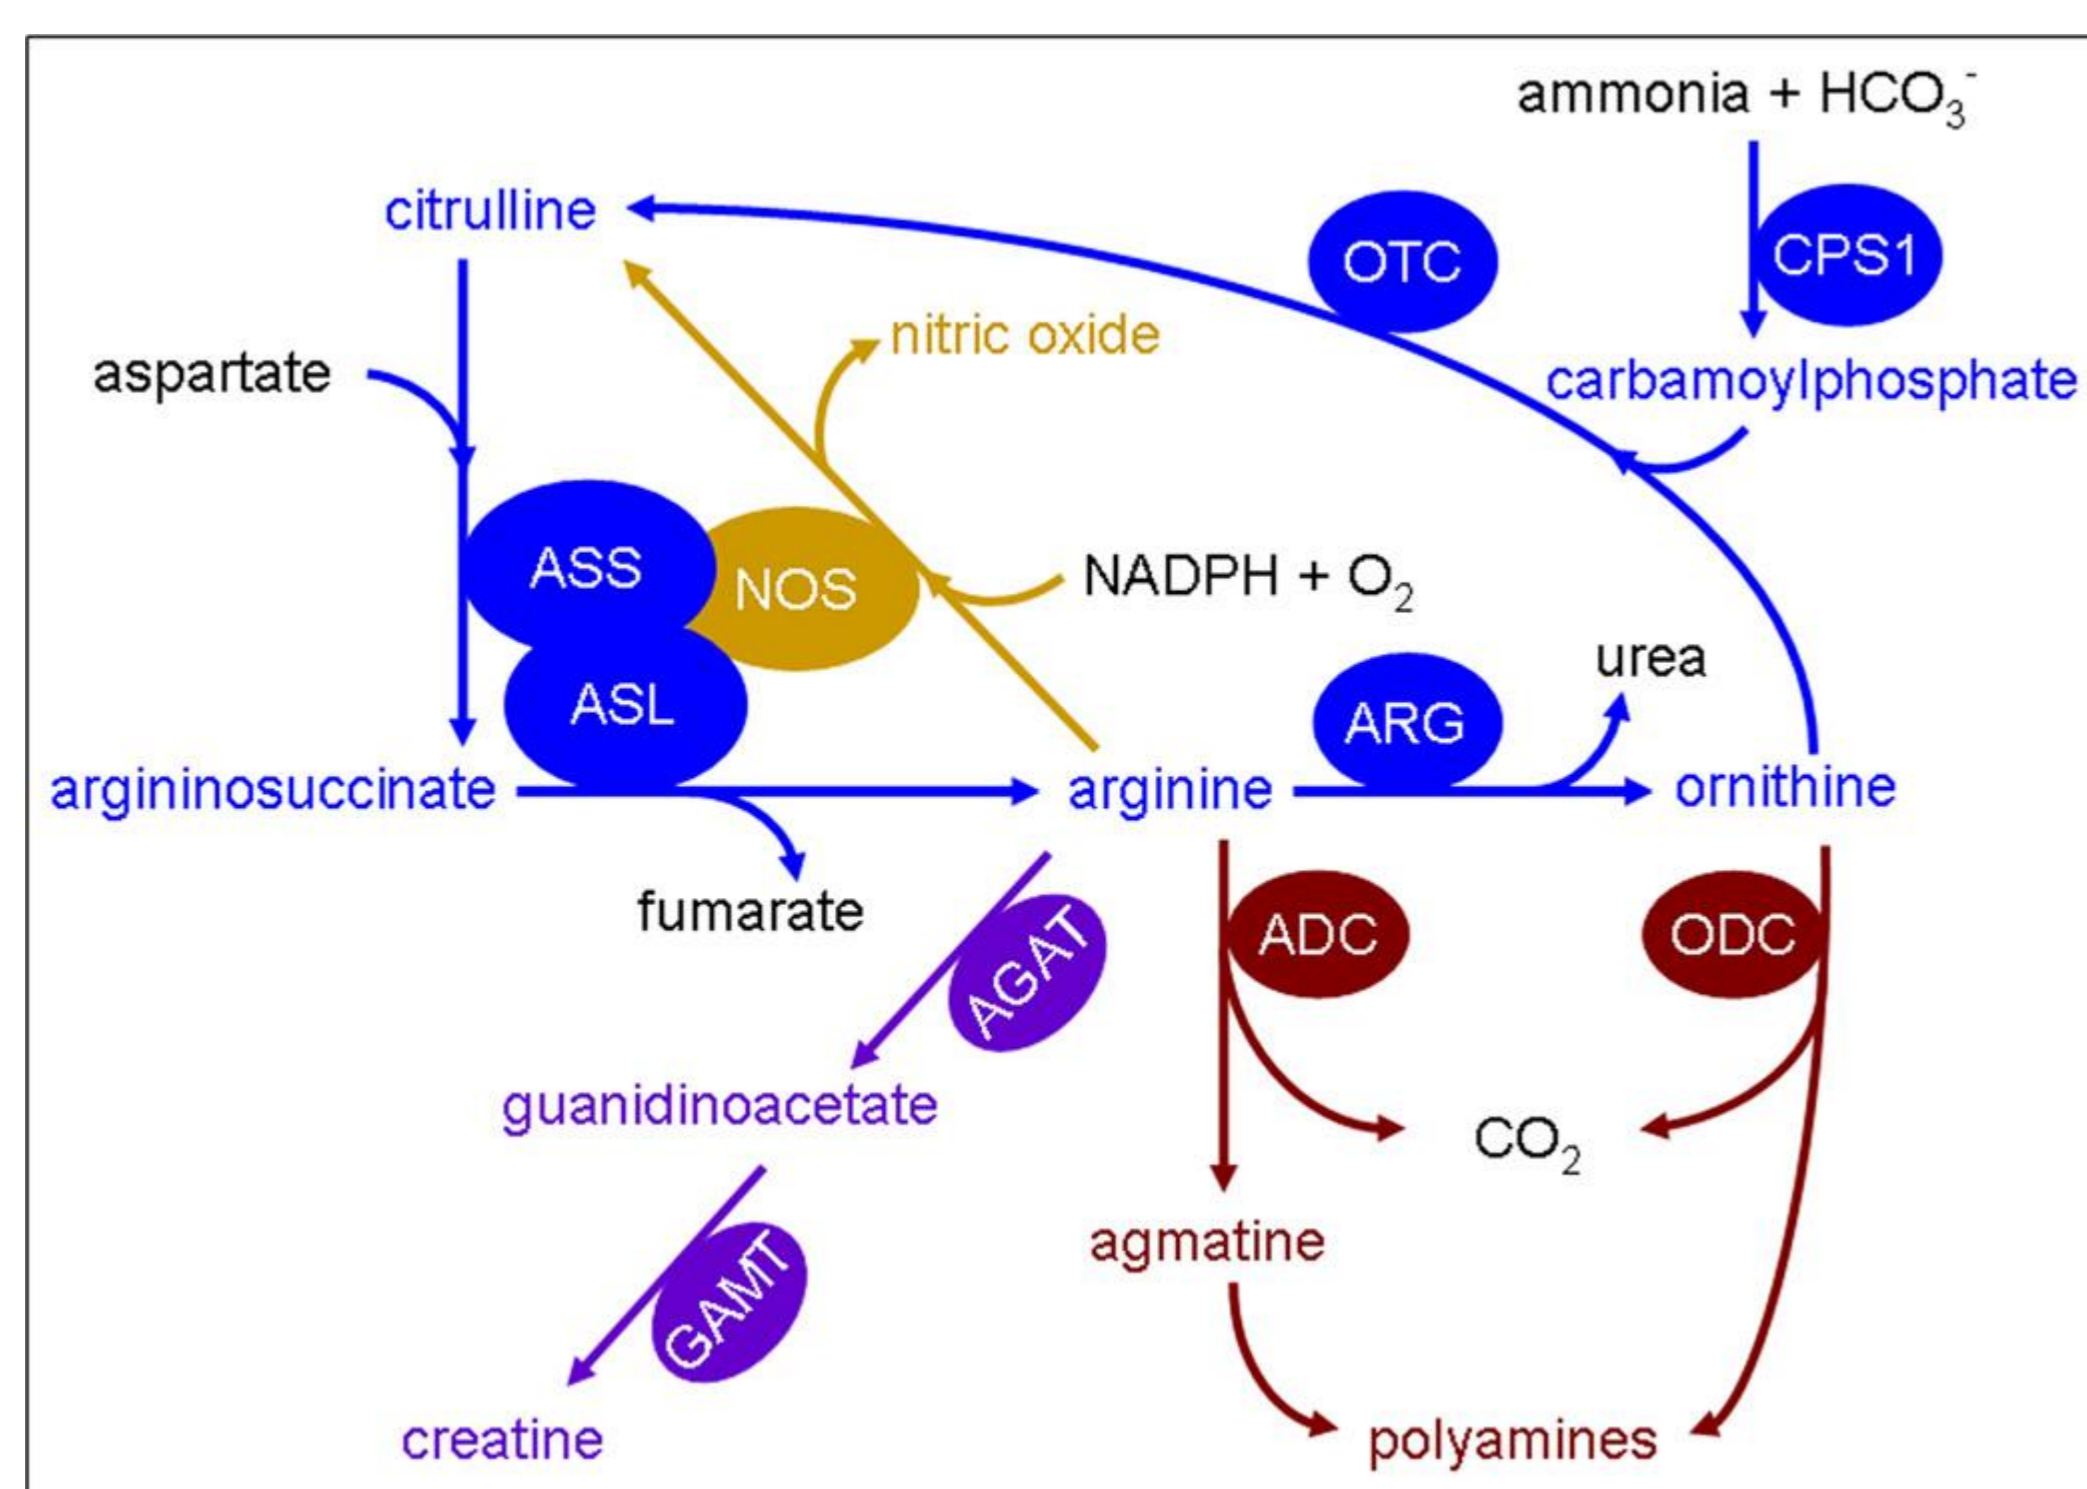 ammonia + HCO₃⁻
citrulline
OTC
CPS1
nitric oxide
aspartate
carbamoylphosphate
ASS
NOS
NADPH + O₂
urea
ASL
ARG
argininosuccinate
arginine
ornithine
fumarate
AGAT
ADC
ODC
guanidinoacetate
CO₂
agmatine
GAMT
creatine
polyamines